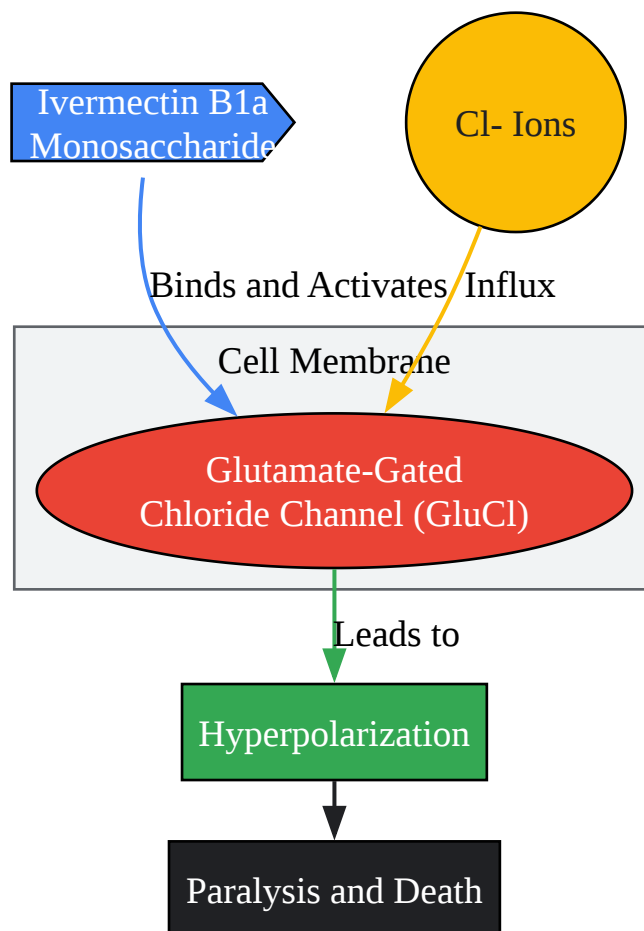 Ivermectin B1a
Monosaccharide
Cl- Ions
Binds and Activates
Influx
Cell Membrane
Glutamate-Gated
Chloride Channel (GluCl)
Leads to
Hyperpolarization
Paralysis and Death